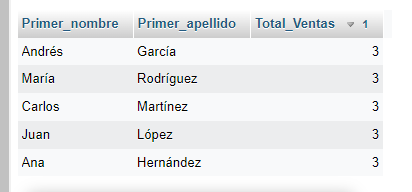 Primer_nombre Primer_apellido Total_Ventas 1
Andrés García 3
María Rodríguez 3
Carlos Martínez 3
Juan López 3
Ana Hernández 3